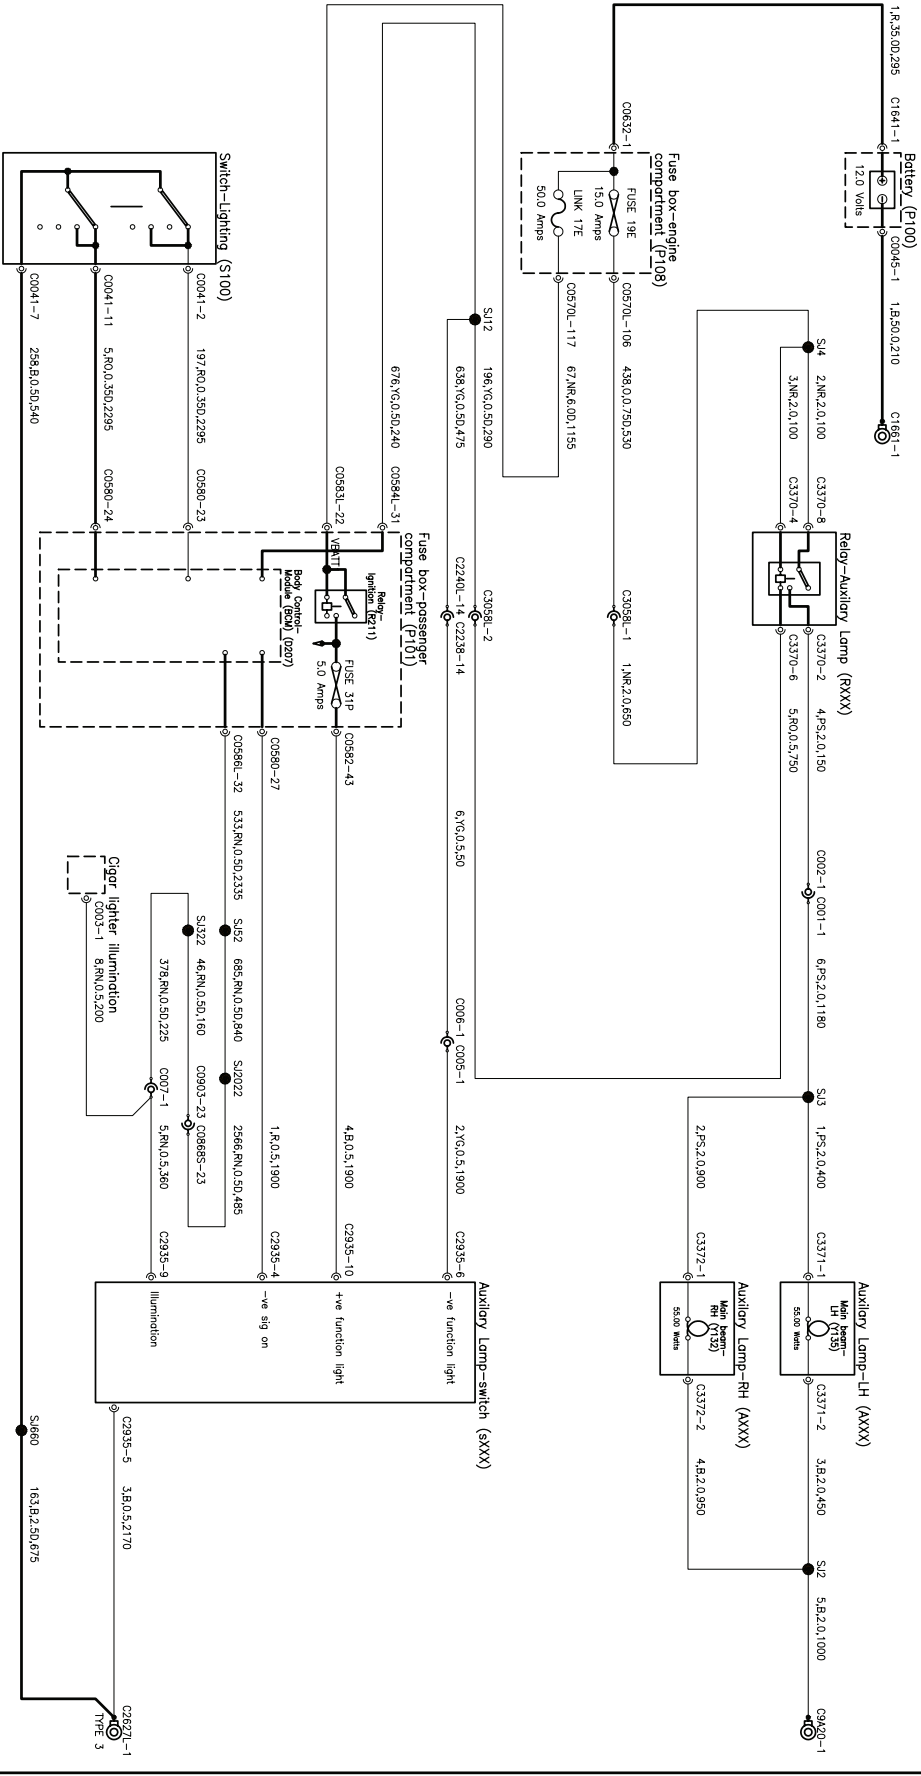 1,R,35.0D,295
C1641-1
Battery (P100)
12.0 Volts
C0045-1
1,B,50.0,210
C1661-1
C0632-1
Fuse box-engine
compartment (P108)
FUSE 19E
15.0 Amps
LINK 17E
50.0 Amps
C0570L-106
438,O,0.75D,530
C0570L-117
67,NR,6.0D,1155
C3058L-1
1,NR,2.0,650
SJ4
2,NR,2.0,100
3,NR,2.0,100
C3370-8
C3370-4
Relay-Auxilary Lamp (RXXX)
C3370-2
C3370-6
4,PS,2.0,150
5,RO,0.5,750
C002-1
C001-1
6,PS,2.0,1180
SJ3
1,PS,2.0,400
2,PS,2.0,900
C3371-1
Auxilary Lamp-LH (AXXX)
Main beam-
LH (Y135)
55.00 Watts
C3371-2
3,B,2.0,450
C3372-1
Auxilary Lamp-RH (AXXX)
Main beam-
RH (Y132)
55.00 Watts
C3372-2
4,B,2.0,950
SJ2
5,B,2.0,1000
C9A20-1
SJ12
196,YG,0.5D,290
638,YG,0.5D,475
676,YG,0.5D,240
C3058L-2
C2240L-14
C2238-14
6,YG,0.5,50
C006-1
C005-1
2,YG,0.5,1900
C2935-6
C0584L-31
C0583L-22
Fuse box-passenger
compartment (P101)
VBATT
Relay-
Ignition (R211)
FUSE 31P
5.0 Amps
Body Control-
Module (BCM) (D207)
C0582-43
4,B,0.5,1900
C2935-10
C0580-27
1,R,0.5,1900
C2935-4
C0586L-32
533,RN,0.5D,2335
SJ52
685,RN,0.5D,840
SJ2022
2566,RN,0.5D,485
SJ322
46,RN,0.5D,160
C0903-23
C0868S-23
378,RN,0.5D,225
C007-1
5,RN,0.5,360
C2935-9
Cigar lighter illumination
C003-1
8,RN,0.5,200
Auxilary Lamp-switch (sXXX)
-ve function light
+ve function light
-ve sig on
Illumination
C2935-5
3,B,0.5,2170
C2627L-1
TYPE 3
Switch-Lighting (S100)
C0041-2
197,RO,0.35D,2295
C0580-23
C0041-11
5,RO,0.35D,2295
C0580-24
C0041-7
258,B,0.5D,540
SJ660
163,B,2.5D,675